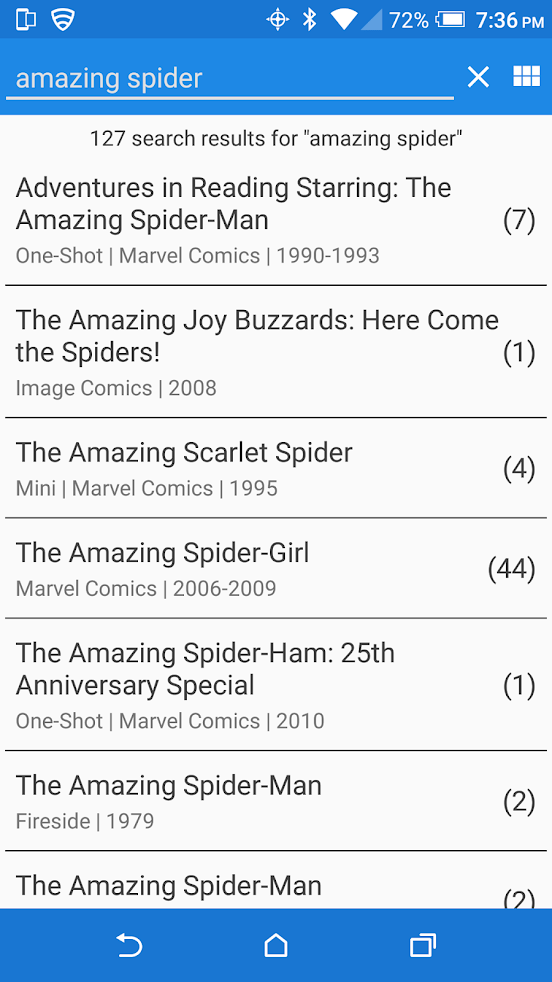 72% 7:36 PM
amazing spider
127 search results for "amazing spider"
Adventures in Reading Starring: The
Amazing Spider-Man
(7)
One-Shot | Marvel Comics | 1990-1993
The Amazing Joy Buzzards: Here Come
the Spiders!
(1)
Image Comics | 2008
The Amazing Scarlet Spider
(4)
Mini | Marvel Comics | 1995
The Amazing Spider-Girl
(44)
Marvel Comics | 2006-2009
The Amazing Spider-Ham: 25th
Anniversary Special
(1)
One-Shot | Marvel Comics | 2010
The Amazing Spider-Man
(2)
Fireside | 1979
The Amazing Spider-Man
(2)